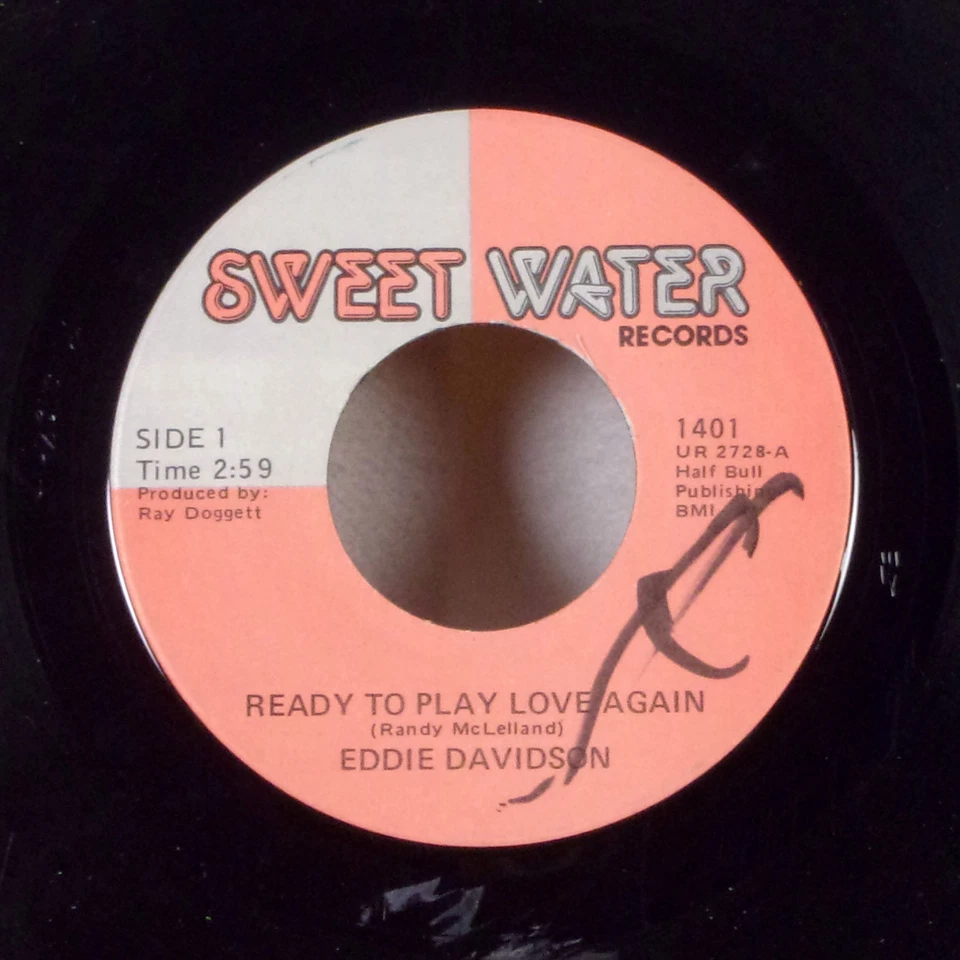 SWEET WATER
RECORDS
SIDE 1
Time 2:59
Produced by:
Ray Doggett
1401
UR 2728-A
Half Bull
Publishing
BMI
READY TO PLAY LOVE AGAIN
(Randy McLelland)
EDDIE DAVIDSON